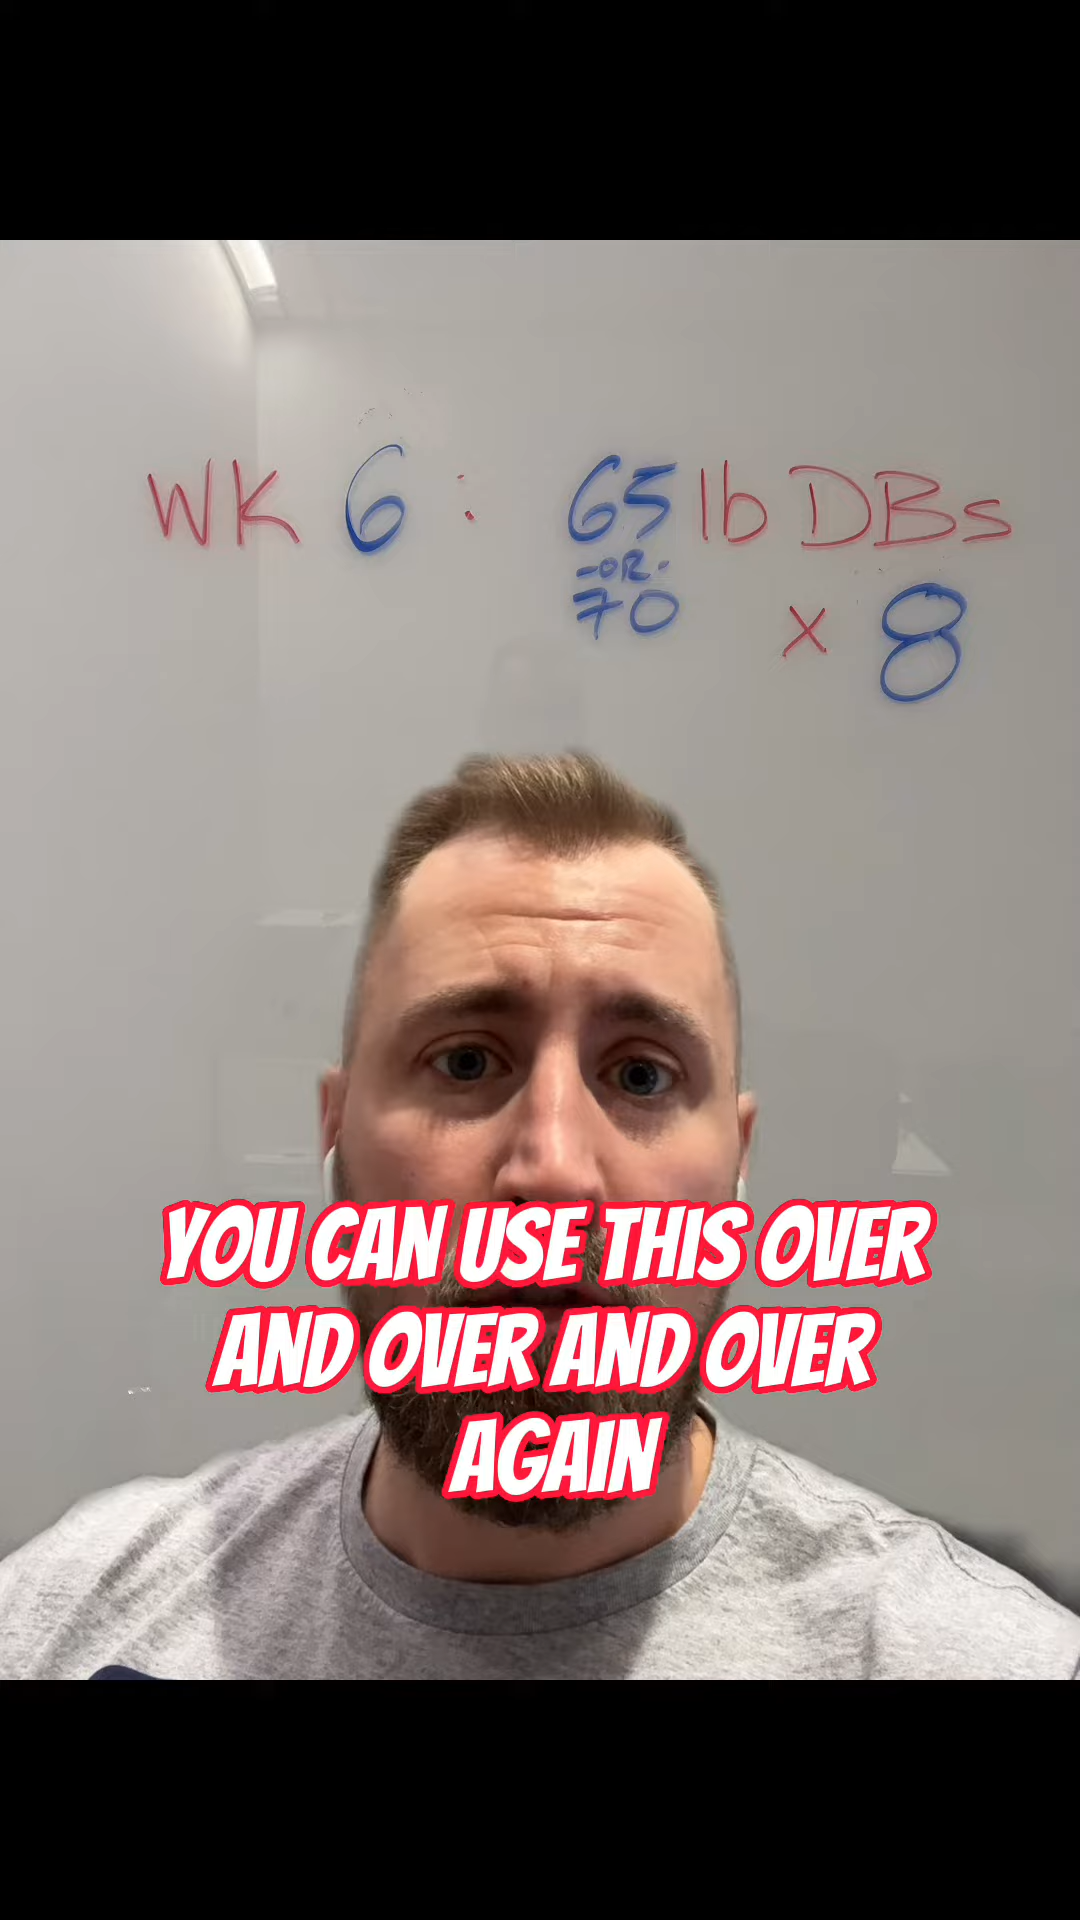 WK 6 : 65 lb DBs
-OR-
70 x 8
YOU CAN USE THIS OVER
AND OVER AND OVER
AGAIN